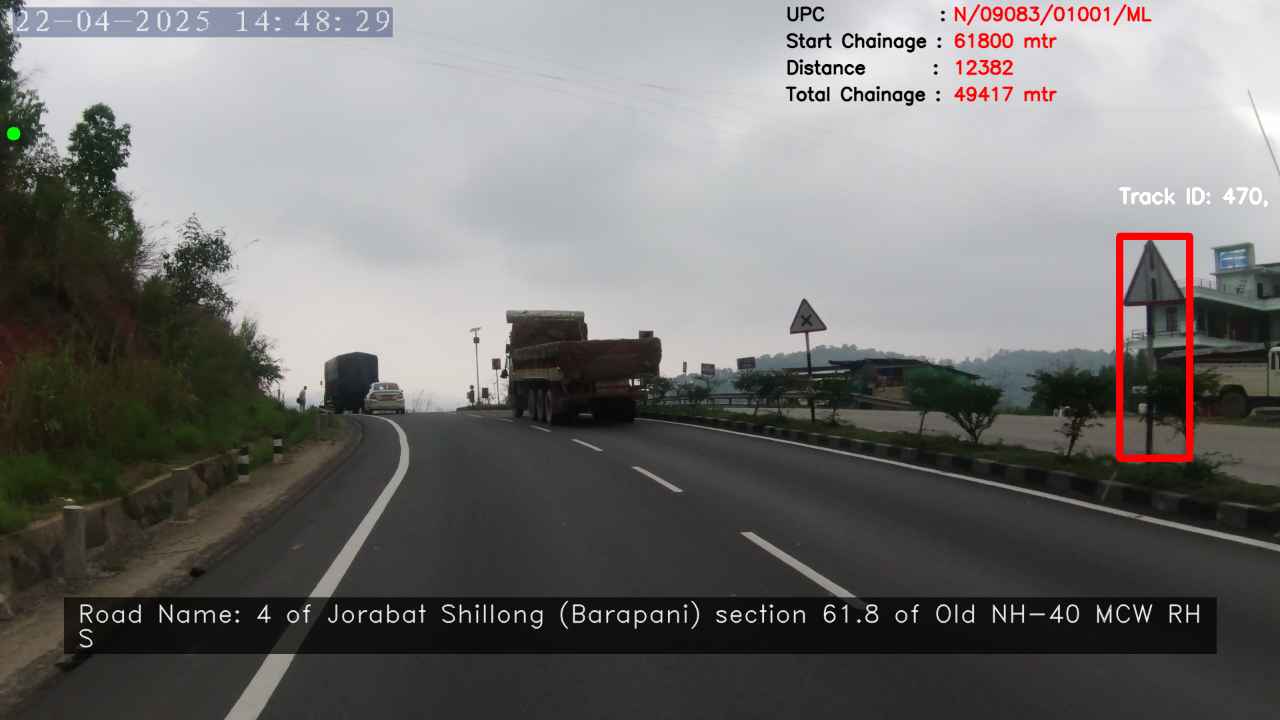 22-04-2025 14:48:29
UPC : N/09083/01001/ML
Start Chainage : 61800 mtr
Distance : 12382
Total Chainage : 49417 mtr
Track ID: 470,
Road Name: 4 of Jorabat Shillong (Barapani) section 61.8 of Old NH-40 MCW RH
S